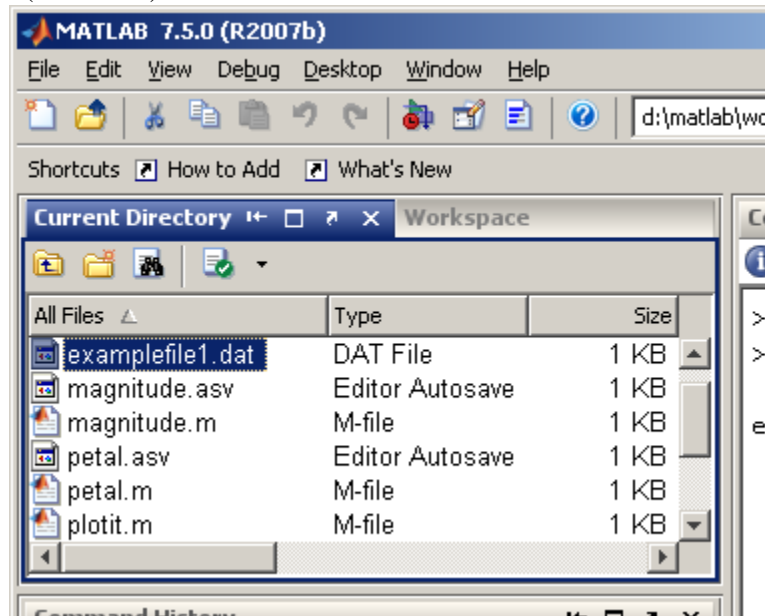 MATLAB 7.5.0 (R2007b)
File Edit View Debug Desktop Window Help
d:\matlab\wo
Shortcuts How to Add What's New
Current Directory Workspace
All Files Type Size
examplefile1.dat DAT File 1 KB
magnitude.asv Editor Autosave 1 KB
magnitude.m M-file 1 KB
petal.asv Editor Autosave 1 KB
petal.m M-file 1 KB
plotit.m M-file 1 KB
Command History